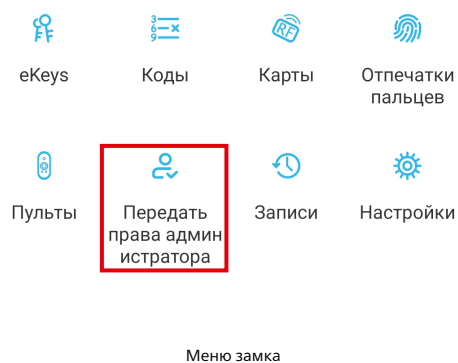 eKeys
Коды
Карты
Отпечатки
пальцев
Пульты
Передать
права админ
истратора
Записи
Настройки
Меню замка